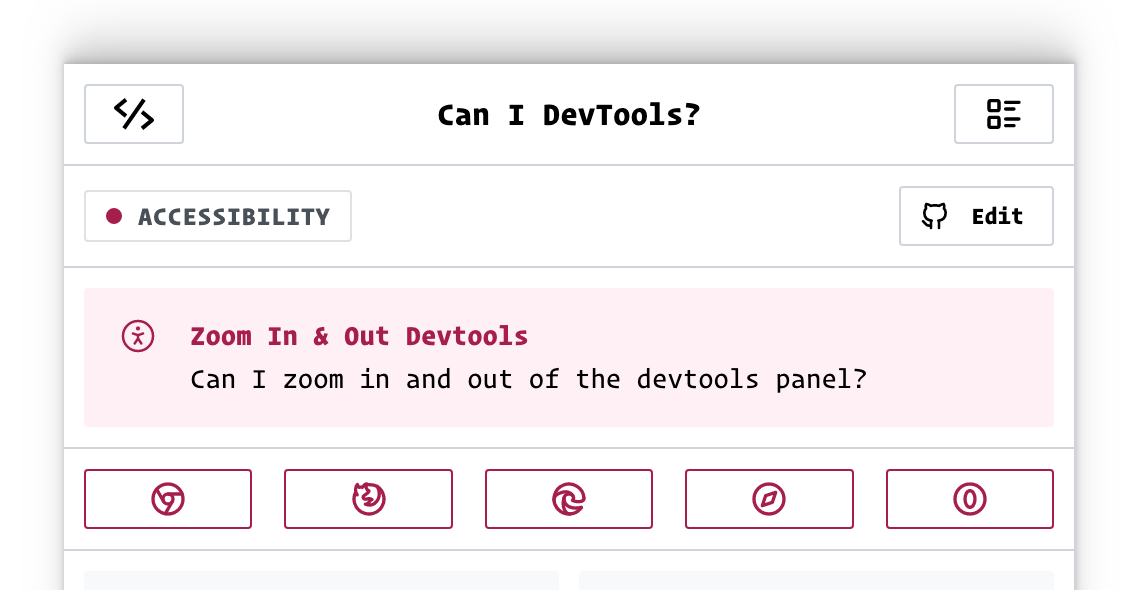 Can I DevTools?
ACCESSIBILITY
Edit
Zoom In & Out Devtools
Can I zoom in and out of the devtools panel?